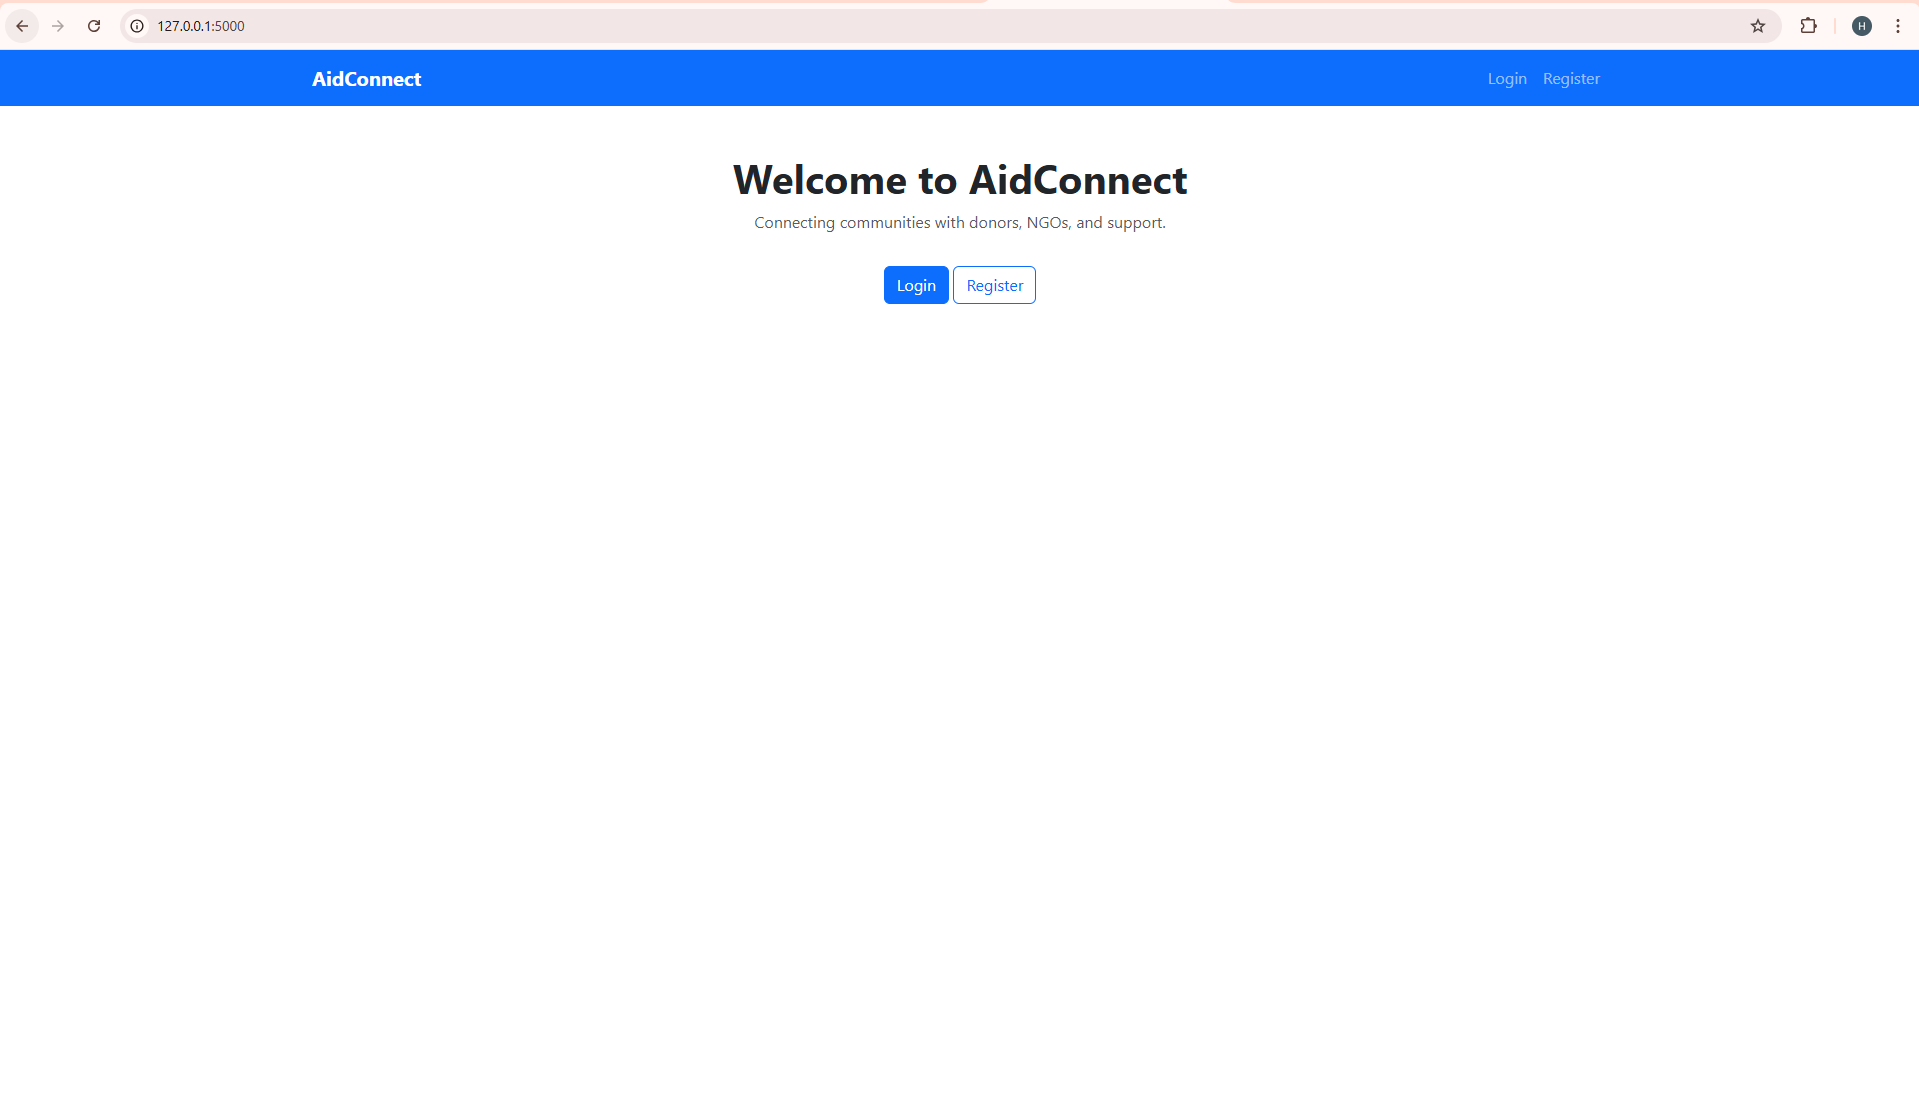 127.0.0.1:5000
H
AidConnect
Login Register
Welcome to AidConnect
Connecting communities with donors, NGOs, and support.
Login Register